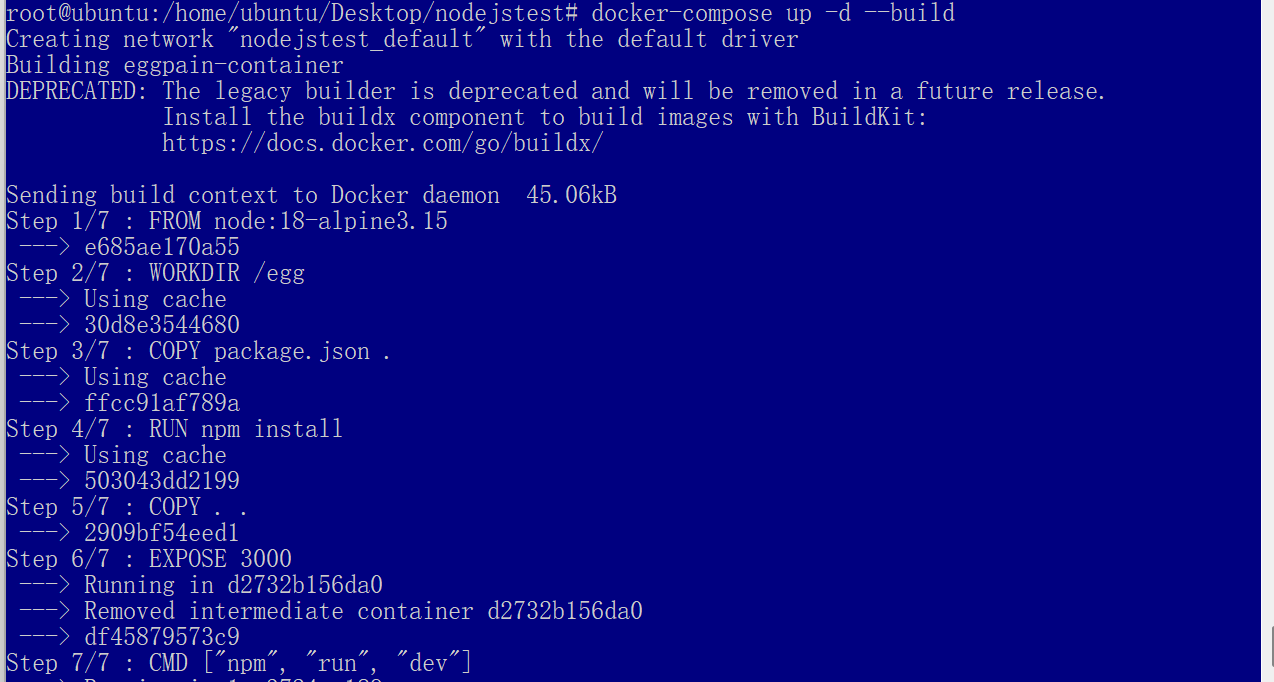 root@ubuntu:/home/ubuntu/Desktop/nodejstest# docker-compose up -d --build
Creating network "nodejstest_default" with the default driver
Building eggpain-container
DEPRECATED: The legacy builder is deprecated and will be removed in a future release.
            Install the buildx component to build images with BuildKit:
            https://docs.docker.com/go/buildx/

Sending build context to Docker daemon  45.06kB
Step 1/7 : FROM node:18-alpine3.15
 ---> e685ae170a55
Step 2/7 : WORKDIR /egg
 ---> Using cache
 ---> 30d8e3544680
Step 3/7 : COPY package.json .
 ---> Using cache
 ---> ffcc91af789a
Step 4/7 : RUN npm install
 ---> Using cache
 ---> 503043dd2199
Step 5/7 : COPY . .
 ---> 2909bf54eed1
Step 6/7 : EXPOSE 3000
 ---> Running in d2732b156da0
 ---> Removed intermediate container d2732b156da0
 ---> df45879573c9
Step 7/7 : CMD ["npm", "run", "dev"]